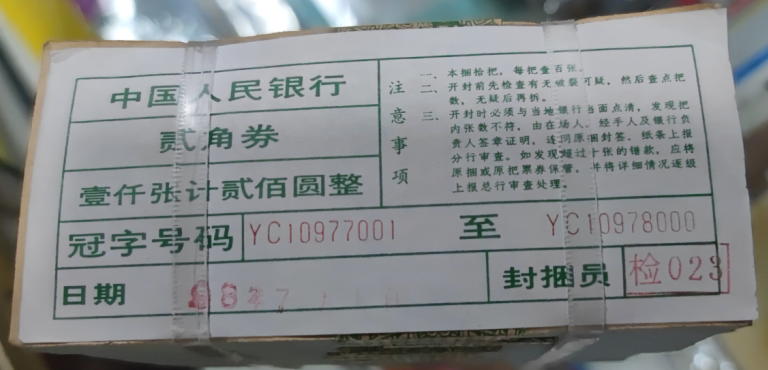 中国人民银行
贰角券
壹仟张计贰佰圆整
注意事项
一、本捆拾把，每把壹百张。
二、开封前先检查有无破裂可疑，然后查点把
数，无疑后再拆。
三、开封时必须与当地银行当面点清，发现把
内张数不符，由在场人、经手人及银行负
责人签章证明，连同原捆封签、纸条上报
分行审查。如发现超过十张的错款，应将
原捆或原把票券保管，并将详细情况逐级
上报总行审查处理。
冠字号码 YC10977001 至 YC10978000
日期
封捆员 检023